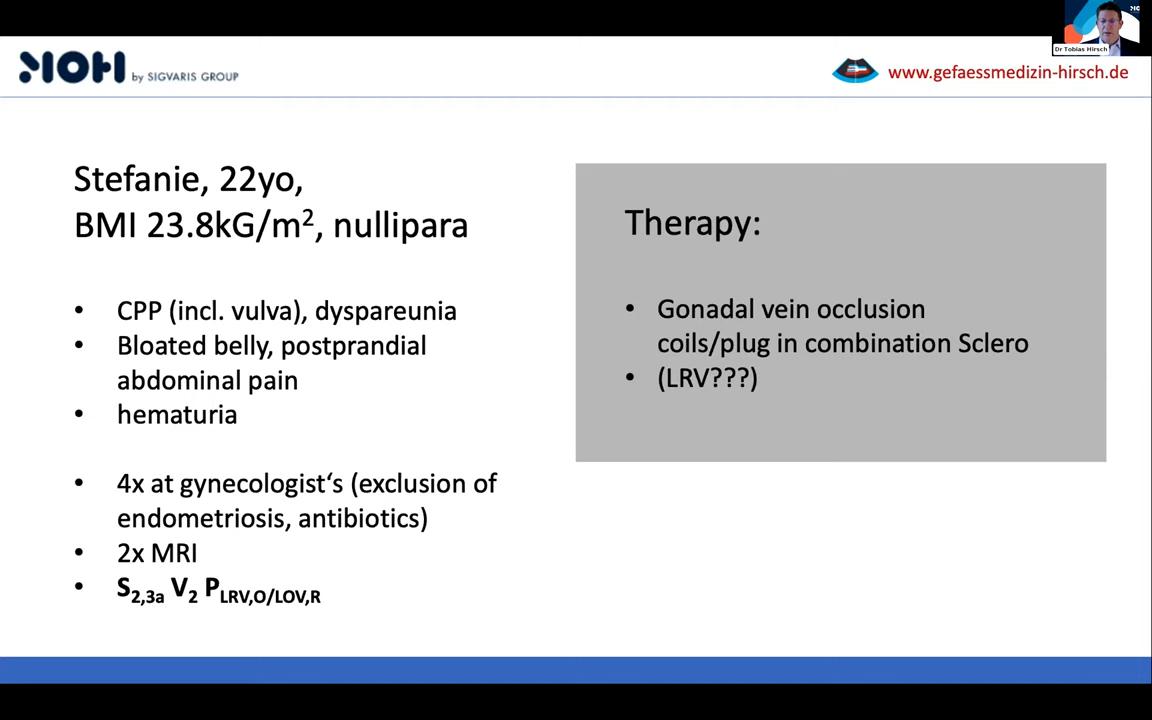 Dr Tobias Hirsch
MOH by SIGVARIS GROUP
www.gefaessmedizin-hirsch.de
Stefanie, 22yo,
BMI 23.8kG/m², nullipara
• CPP (incl. vulva), dyspareunia
• Bloated belly, postprandial
abdominal pain
• hematuria
• 4x at gynecologist‘s (exclusion of
endometriosis, antibiotics)
• 2x MRI
• S2,3a V2 PLRV,O/LOV,R
Therapy:
• Gonadal vein occlusion
coils/plug in combination Sclero
• (LRV???)